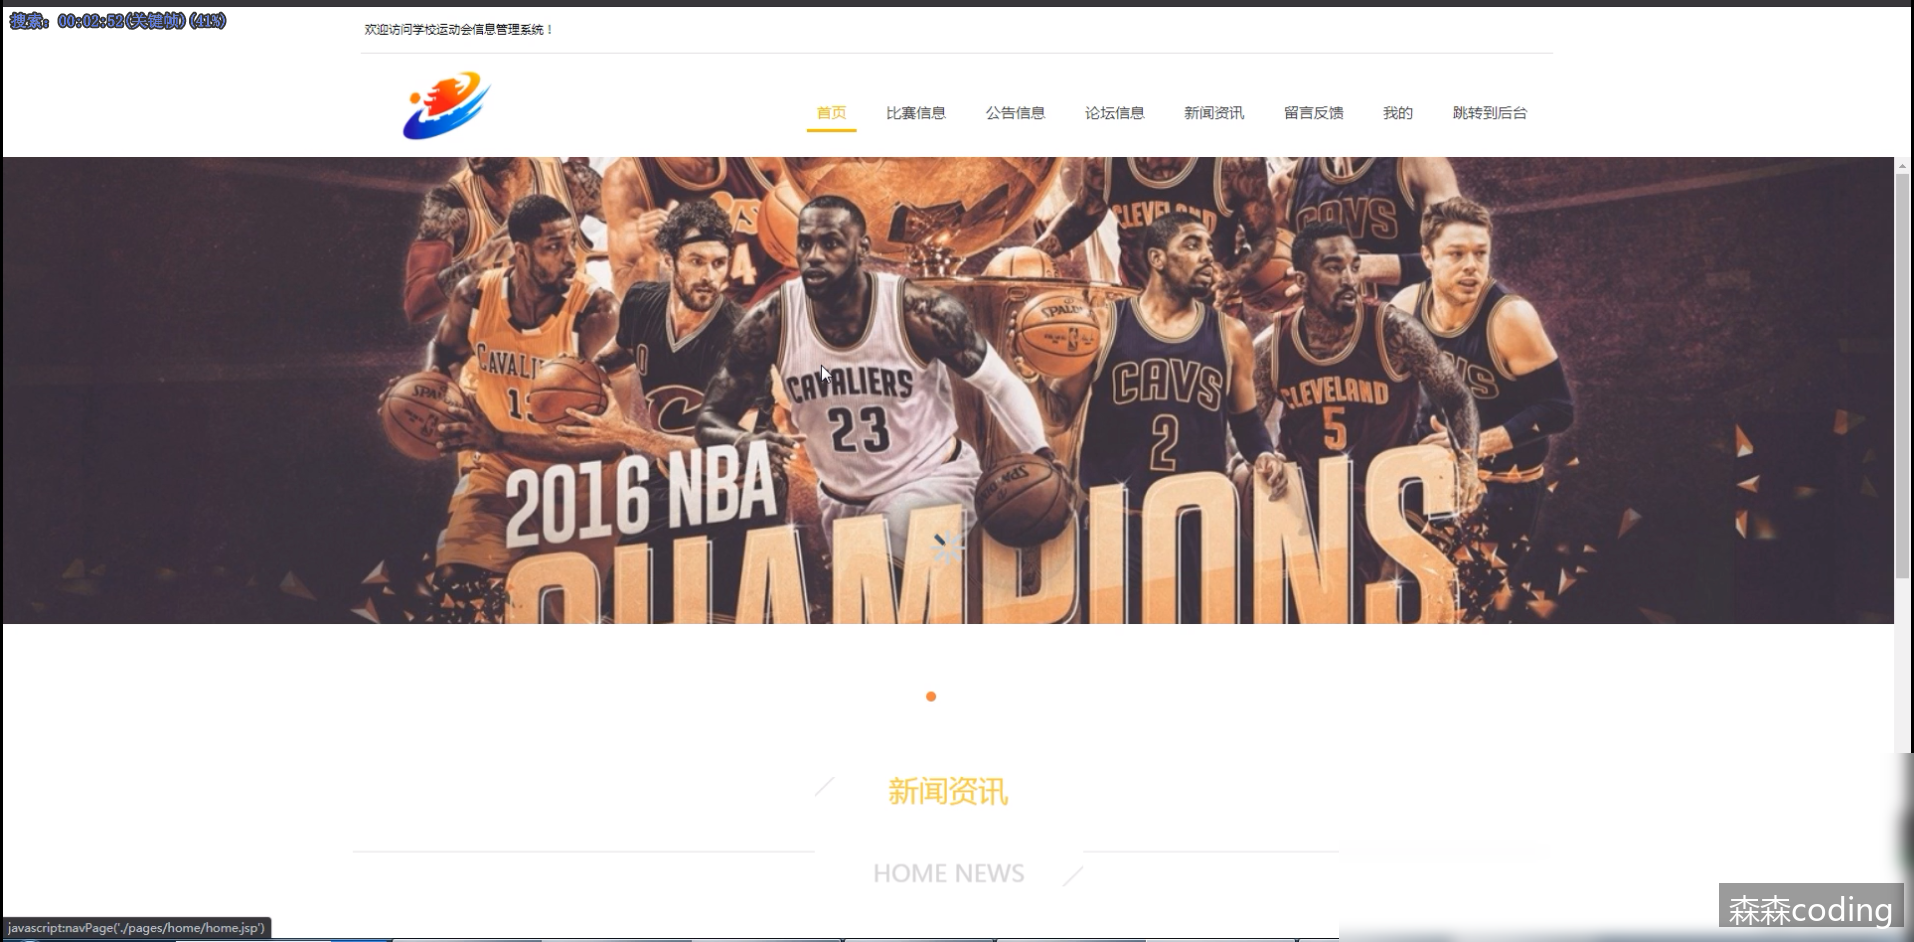 搜索：00:02:52(关键帧)(41%)
欢迎访问学校运动会信息管理系统！
首页 比赛信息 公告信息 论坛信息 新闻资讯 留言反馈 我的 跳转到后台
CLEVELAND
CAVS
4
SPALDING
CAVALI
13
CAVALIERS
23
CAVS
2
CLEVELAND
5
2016 NBA
CHAMPIONS
新闻资讯
HOME NEWS
森森coding
javascript:navPage('./pages/home/home.jsp')